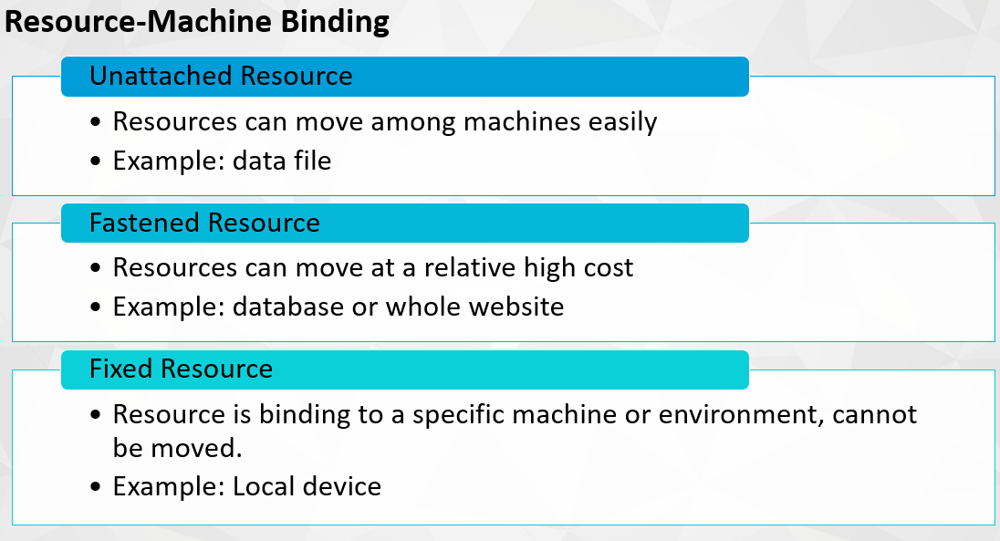 Resource-Machine Binding
Unattached Resource
• Resources can move among machines easily
• Example: data file
Fastened Resource
• Resources can move at a relative high cost
• Example: database or whole website
Fixed Resource
• Resource is binding to a specific machine or environment, cannot
be moved.
• Example: Local device